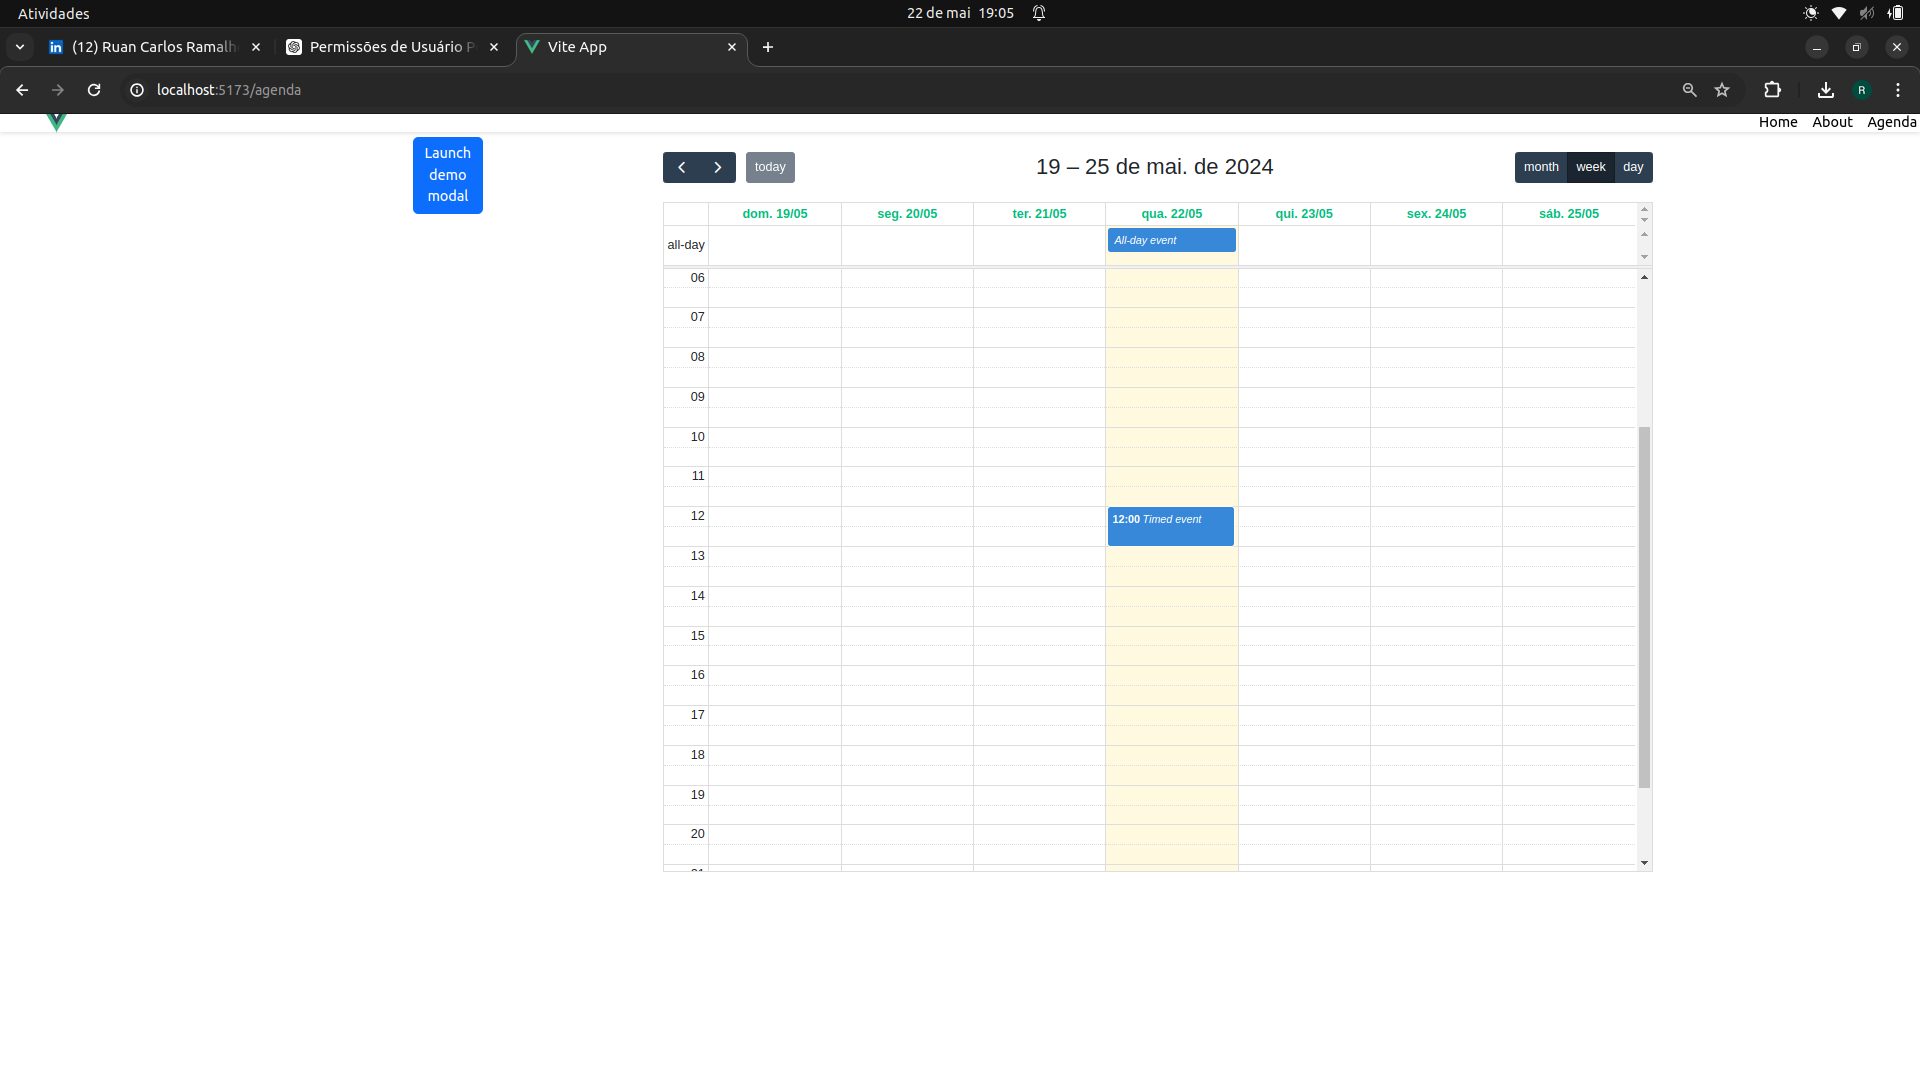 Atividades
22 de mai 19:05
(12) Ruan Carlos Ramalh
Permissões de Usuário P
Vite App
localhost:5173/agenda
R
Home About Agenda
Launch
demo
modal
today
19 – 25 de mai. de 2024
month week day
dom. 19/05 seg. 20/05 ter. 21/05 qua. 22/05 qui. 23/05 sex. 24/05 sáb. 25/05
all-day
All-day event
06
07
08
09
10
11
12
12:00 Timed event
13
14
15
16
17
18
19
20